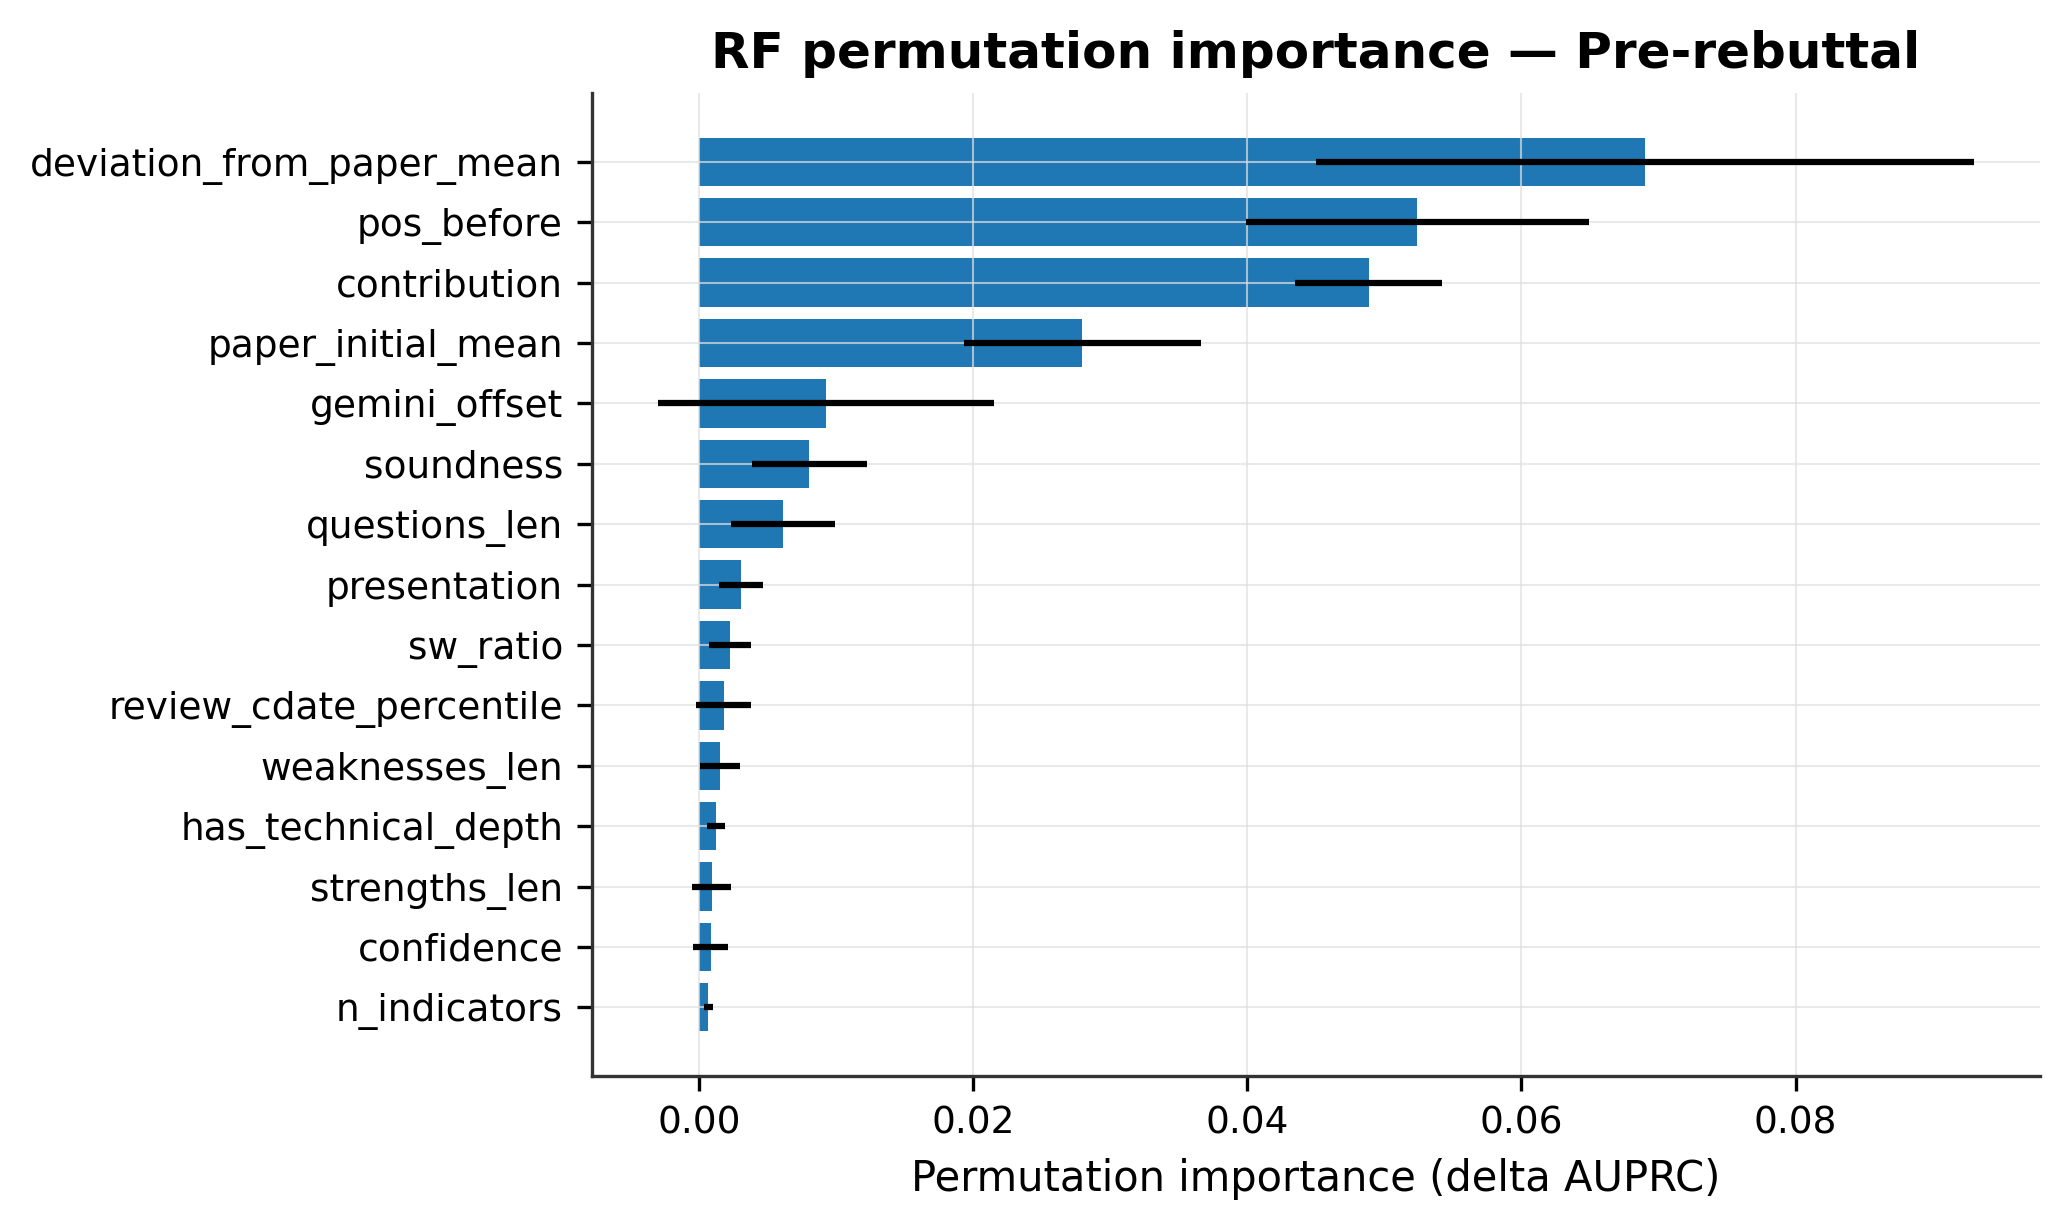 RF permutation importance — Pre-rebuttal
deviation_from_paper_mean
pos_before
contribution
paper_initial_mean
gemini_offset
soundness
questions_len
presentation
sw_ratio
review_cdate_percentile
weaknesses_len
has_technical_depth
strengths_len
confidence
n_indicators
0.00 0.02 0.04 0.06 0.08
Permutation importance (delta AUPRC)